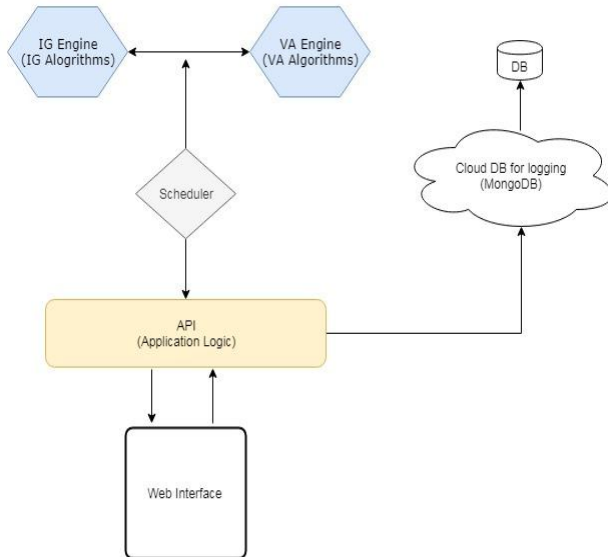 IG Engine
(IG Alogrithms)
VA Engine
(VA Algorithms)
DB
Cloud DB for logging
(MongoDB)
Scheduler
API
(Application Logic)
Web Interface